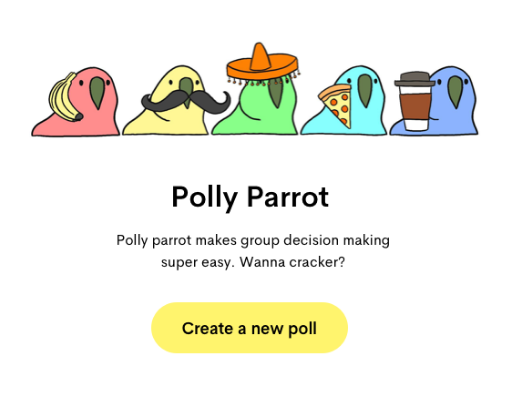 Polly Parrot
Polly parrot makes group decision making
super easy. Wanna cracker?
Create a new poll